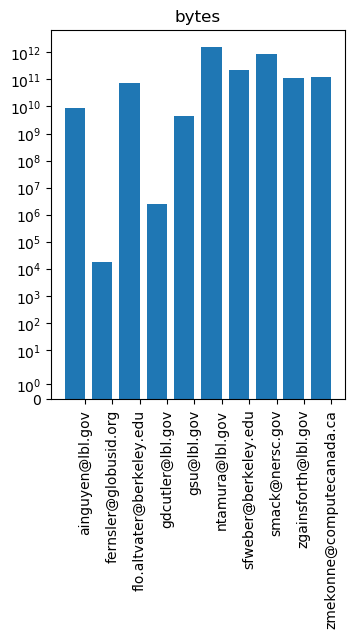 bytes
10¹²
10¹¹
10¹⁰
10⁹
10⁸
10⁷
10⁶
10⁵
10⁴
10³
10²
10¹
10⁰
0
ainguyen@lbl.gov
fernsler@globusid.org
flo.altvater@berkeley.edu
gdcutler@lbl.gov
gsu@lbl.gov
ntamura@lbl.gov
sfweber@berkeley.edu
smack@nersc.gov
zgainsforth@lbl.gov
zmekonne@computecanada.ca